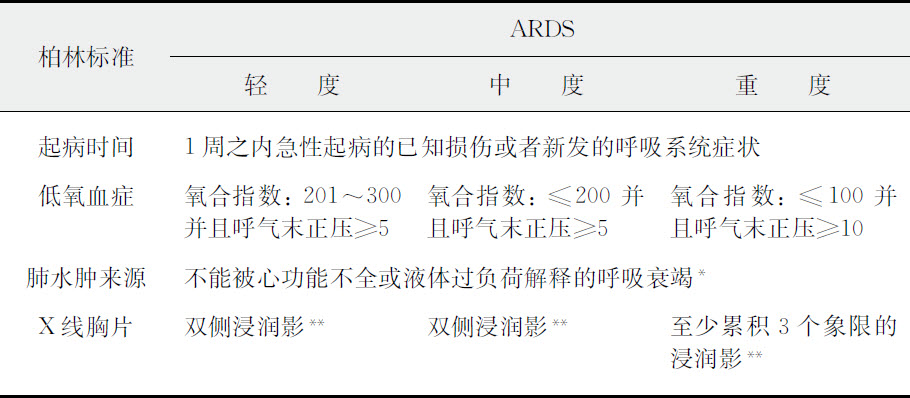 柏林标准
ARDS
轻 度 中 度 重 度
起病时间 1周之内急性起病的已知损伤或者新发的呼吸系统症状
低氧血症 氧合指数：201～300 氧合指数：≤200 并 氧合指数：≤100 并
并且呼气末正压≥5 且呼气末正压≥5 且呼气末正压≥10
肺水肿来源 不能被心功能不全或液体过负荷解释的呼吸衰竭*
X线胸片 双侧浸润影** 双侧浸润影** 至少累积3个象限的
浸润影**